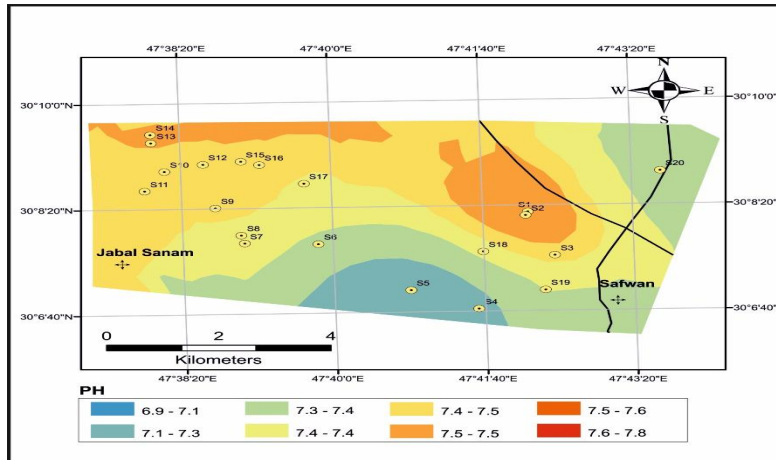 47°38'20"E 47°40'0"E 47°41'40"E 47°43'20"E
N
W E
S
30°10'0"N 30°10'0"N
S14
S13
S15
S12 S16
S10 S20
S17
S11
S9 S1
S2
30°8'20"N 30°8'20"N
S8
S7 S6
S18 S3
Jabal Sanam
S5 S19 Safwan
S4
30°6'40"N 30°6'40"N
0 2 4
Kilometers
47°38'20"E 47°40'0"E 47°41'40"E 47°43'20"E
PH
6.9 - 7.1 7.3 - 7.4 7.4 - 7.5 7.5 - 7.6
7.1 - 7.3 7.4 - 7.4 7.5 - 7.5 7.6 - 7.8